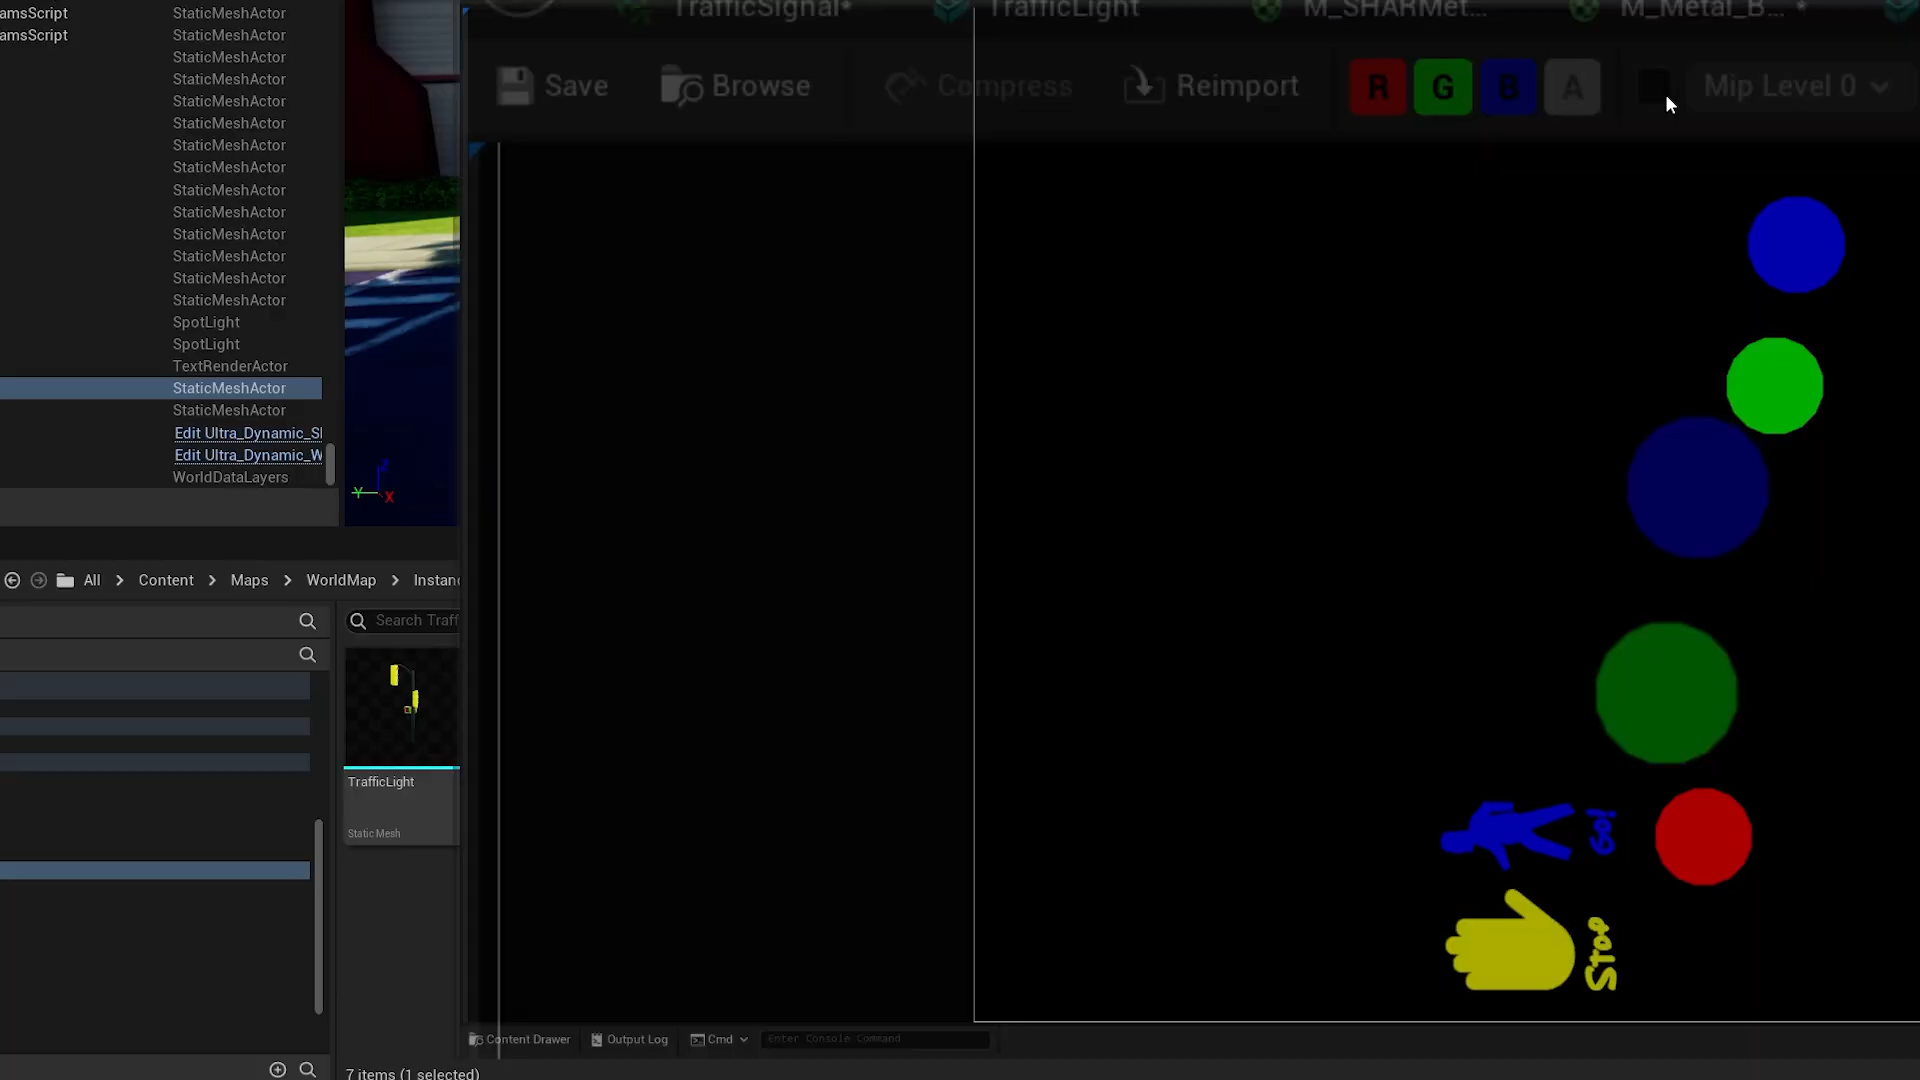 amsScript StaticMeshActor
amsScript StaticMeshActor
StaticMeshActor
StaticMeshActor
StaticMeshActor
StaticMeshActor
StaticMeshActor
StaticMeshActor
StaticMeshActor
StaticMeshActor
StaticMeshActor
StaticMeshActor
StaticMeshActor
StaticMeshActor
SpotLight
SpotLight
TextRenderActor
StaticMeshActor
StaticMeshActor
Edit Ultra_Dynamic_S
Edit Ultra_Dynamic_W
WorldDataLayers
Y X
All > Content > Maps > WorldMap > Instan
Search Traff
TrafficLight
Static Mesh
7 items (1 selected)
TrafficSignal* TrafficLight M_SHARMet... M_Metal_B... *
Save Browse Compress Reimport R G B A Mip Level 0
GO!
STOP
Content Drawer Output Log Cmd Enter Console Command